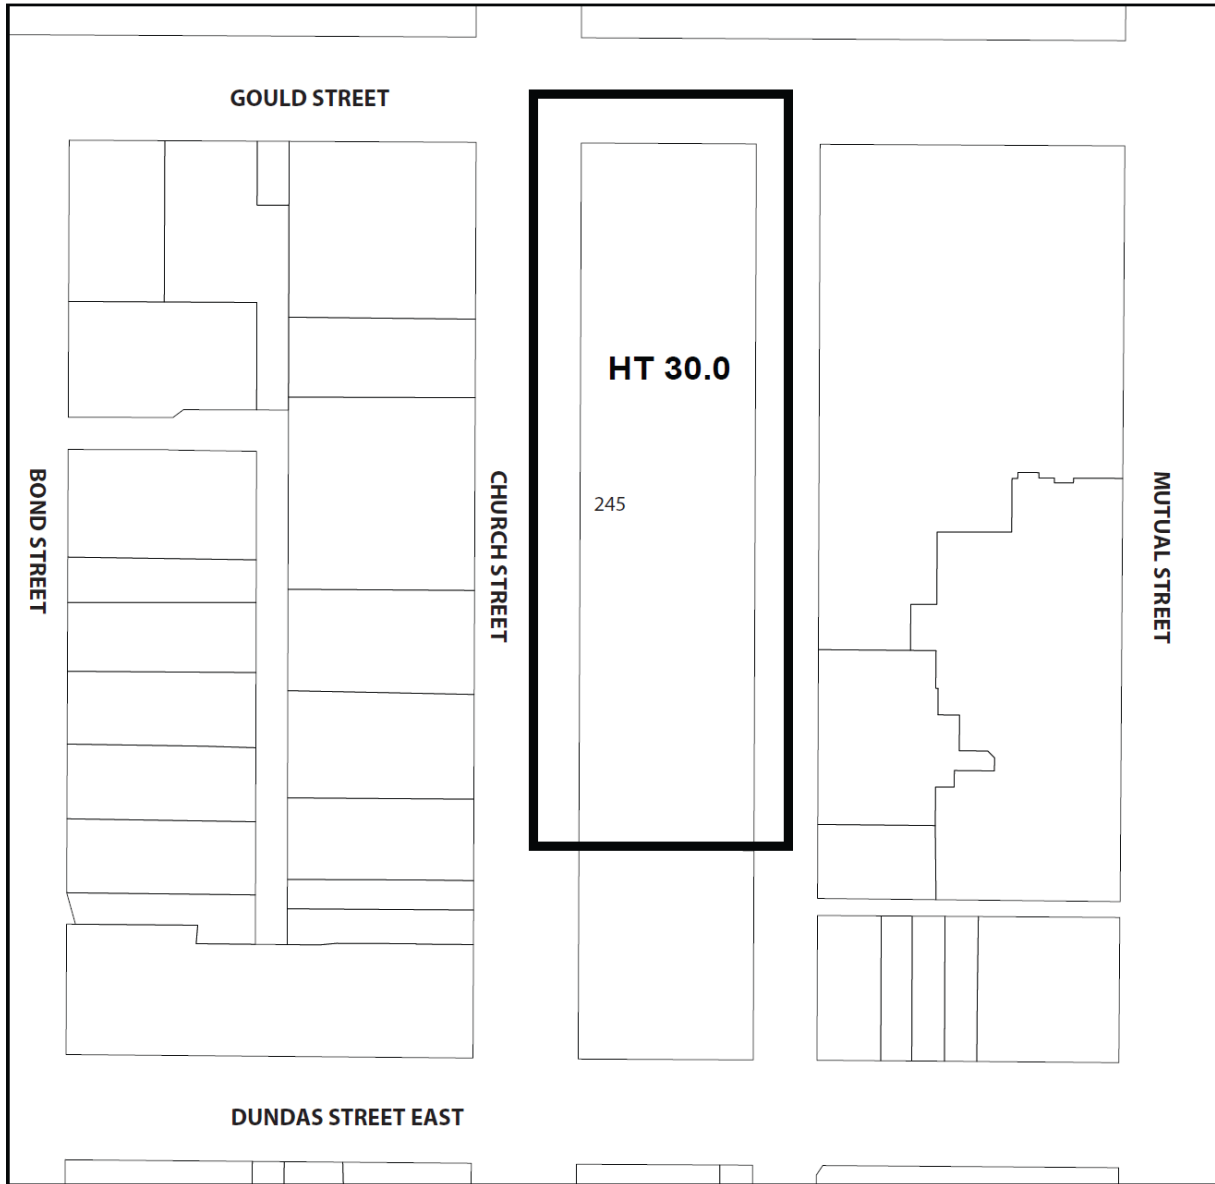 GOULD STREET
HT 30.0
245
BOND STREET
CHURCH STREET
MUTUAL STREET
DUNDAS STREET EAST